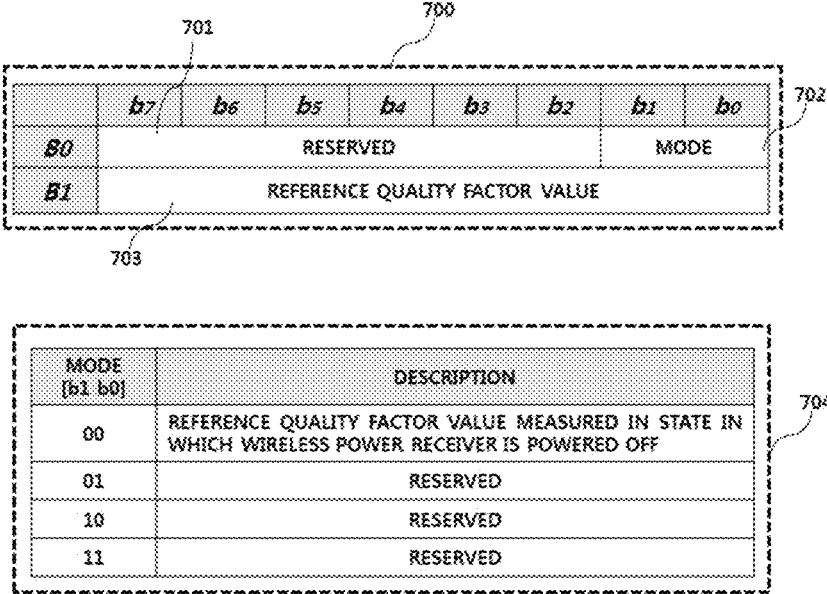 700
701
b7 b6 b5 b4 b3 b2 b1 b0
702
B0 RESERVED MODE
B1 REFERENCE QUALITY FACTOR VALUE
703
MODE
[b1 b0]
DESCRIPTION
704
00
REFERENCE QUALITY FACTOR VALUE MEASURED IN STATE IN
WHICH WIRELESS POWER RECEIVER IS POWERED OFF
01 RESERVED
10 RESERVED
11 RESERVED